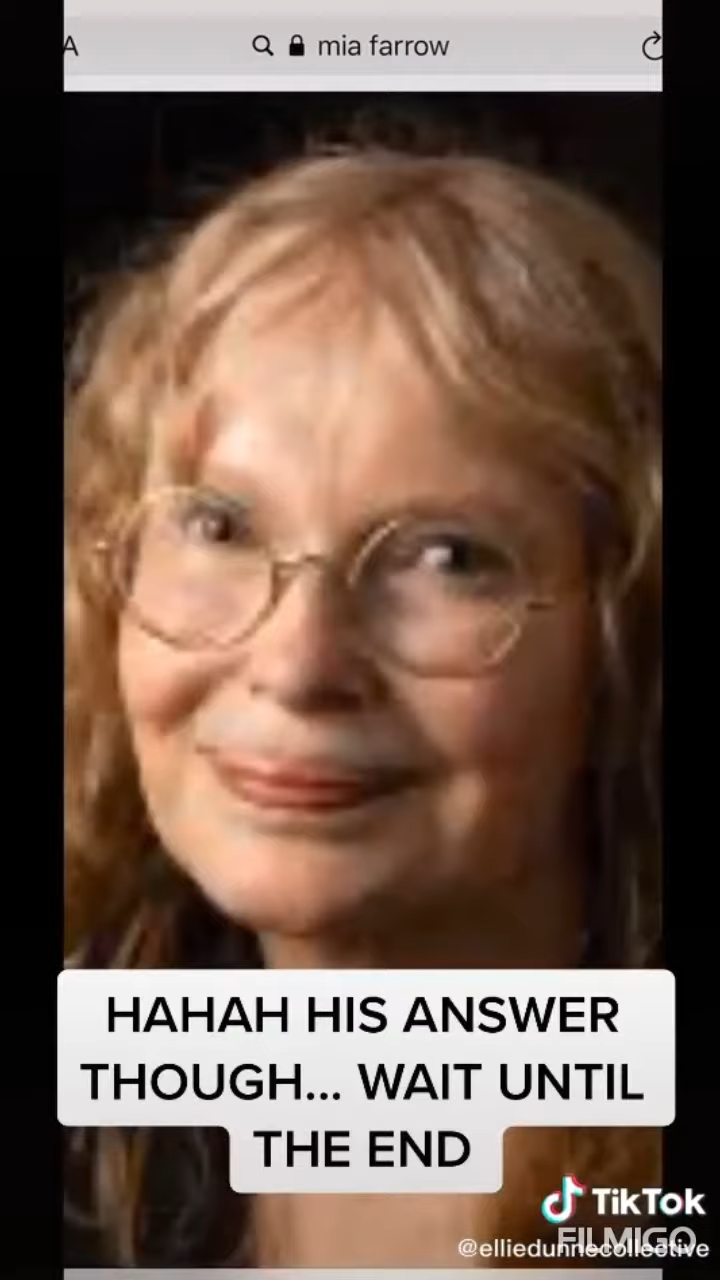 A mia farrow
HAHAH HIS ANSWER
THOUGH... WAIT UNTIL
THE END
TikTok
FILMIGO
@elliedunnecollective